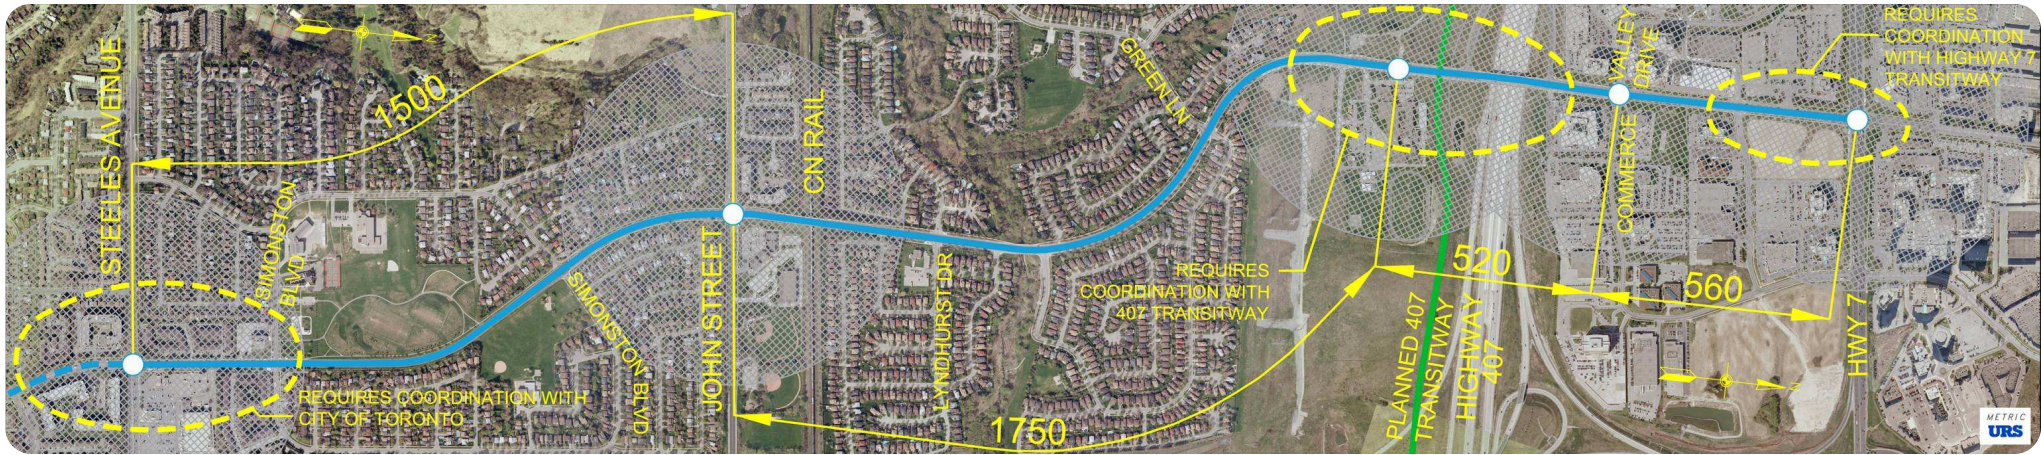 STEELES AVENUE
1500
N
SIMONSTON
BLVD
REQUIRES COORDINATION WITH
CITY OF TORONTO
SIMONSTON BLVD
JOHN STREET
CN RAIL
LYNDHURST DR
GREEN LN
1750
REQUIRES
COORDINATION WITH
407 TRANSITWAY
PLANNED 407
TRANSITWAY
HIGHWAY
407
520
COMMERCE VALLEY
DRIVE
560
REQUIRES
COORDINATION
WITH HIGHWAY 7
TRANSITWAY
HWY 7
N
METRIC
URS